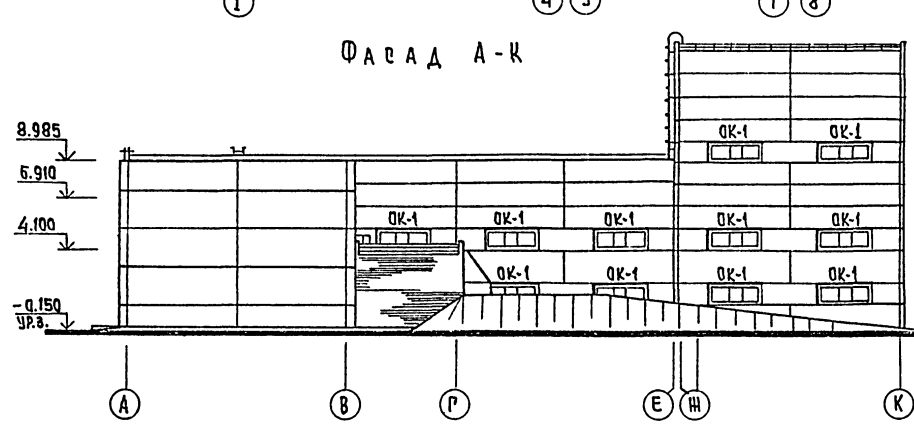 1 4 5 7 8
ФАСАД А-К
ОК-1 ОК-1
8.985
6.910
ОК-1 ОК-1 ОК-1 ОК-1 ОК-1
4.100
ОК-1 ОК-1 ОК-1 ОК-1
-0.150
УР.З.
А В Г Е Ж К